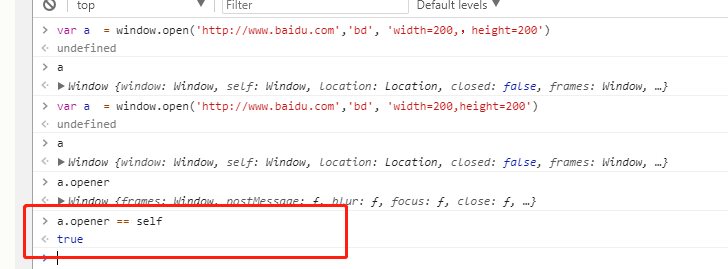 top Filter Default levels
var a = window.open('http://www.baidu.com','bd', 'width=200,，height=200')
undefined
a
Window {window: Window, self: Window, location: Location, closed: false, frames: Window, …}
var a = window.open('http://www.baidu.com','bd', 'width=200,height=200')
undefined
a
Window {window: Window, self: Window, location: Location, closed: false, frames: Window, …}
a.opener
Window {frames: Window, postMessage: ƒ, blur: ƒ, focus: ƒ, close: ƒ, …}
a.opener == self
true